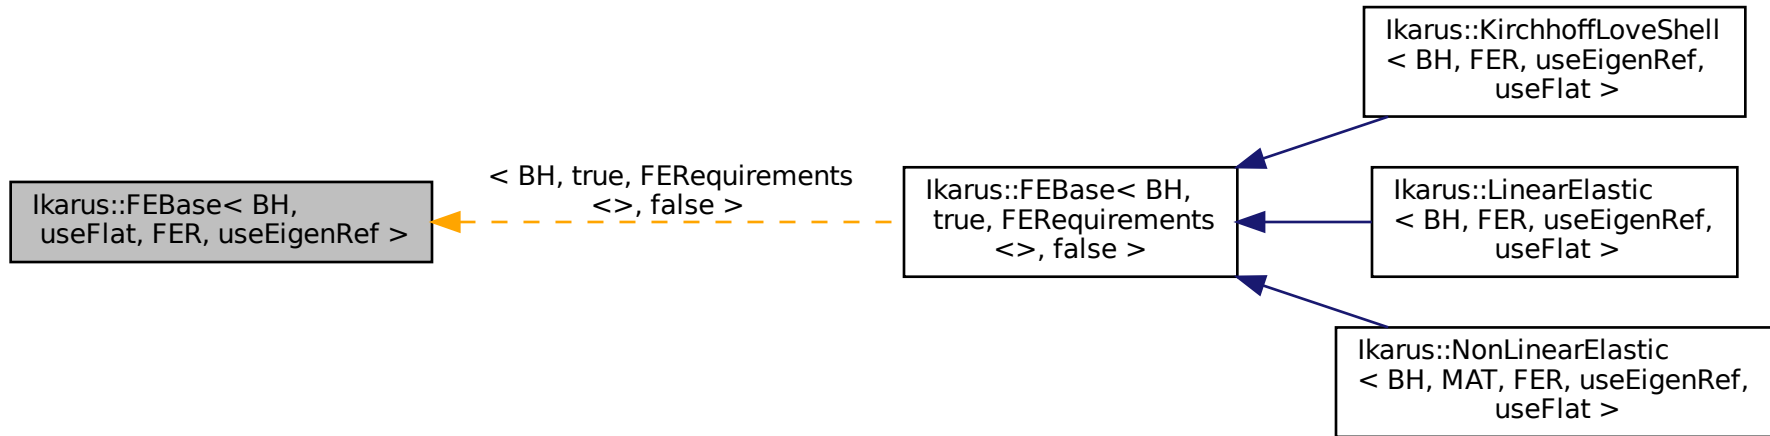 Ikarus::FEBase< BH,
useFlat, FER, useEigenRef >
< BH, true, FERequirements
<>, false >
Ikarus::FEBase< BH,
true, FERequirements
<>, false >
Ikarus::KirchhoffLoveShell
< BH, FER, useEigenRef,
useFlat >
Ikarus::LinearElastic
< BH, FER, useEigenRef,
useFlat >
Ikarus::NonLinearElastic
< BH, MAT, FER, useEigenRef,
useFlat >